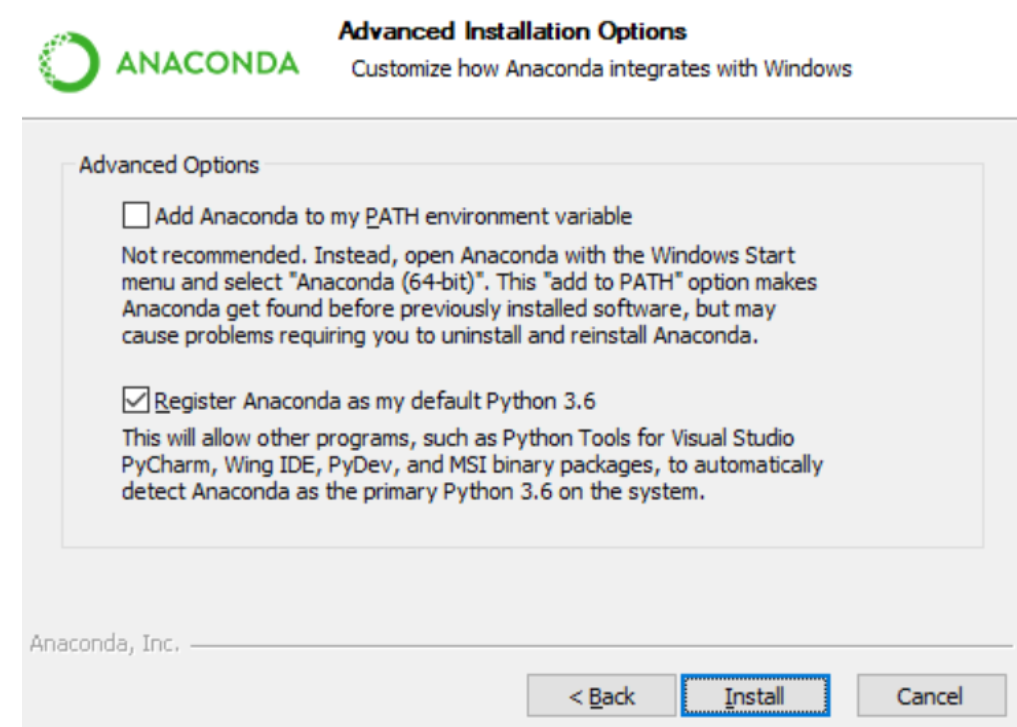 ANACONDA
Advanced Installation Options
Customize how Anaconda integrates with Windows
Advanced Options
Add Anaconda to my PATH environment variable
Not recommended. Instead, open Anaconda with the Windows Start
menu and select "Anaconda (64-bit)". This "add to PATH" option makes
Anaconda get found before previously installed software, but may
cause problems requiring you to uninstall and reinstall Anaconda.
Register Anaconda as my default Python 3.6
This will allow other programs, such as Python Tools for Visual Studio
PyCharm, Wing IDE, PyDev, and MSI binary packages, to automatically
detect Anaconda as the primary Python 3.6 on the system.
Anaconda, Inc.
< Back Install Cancel